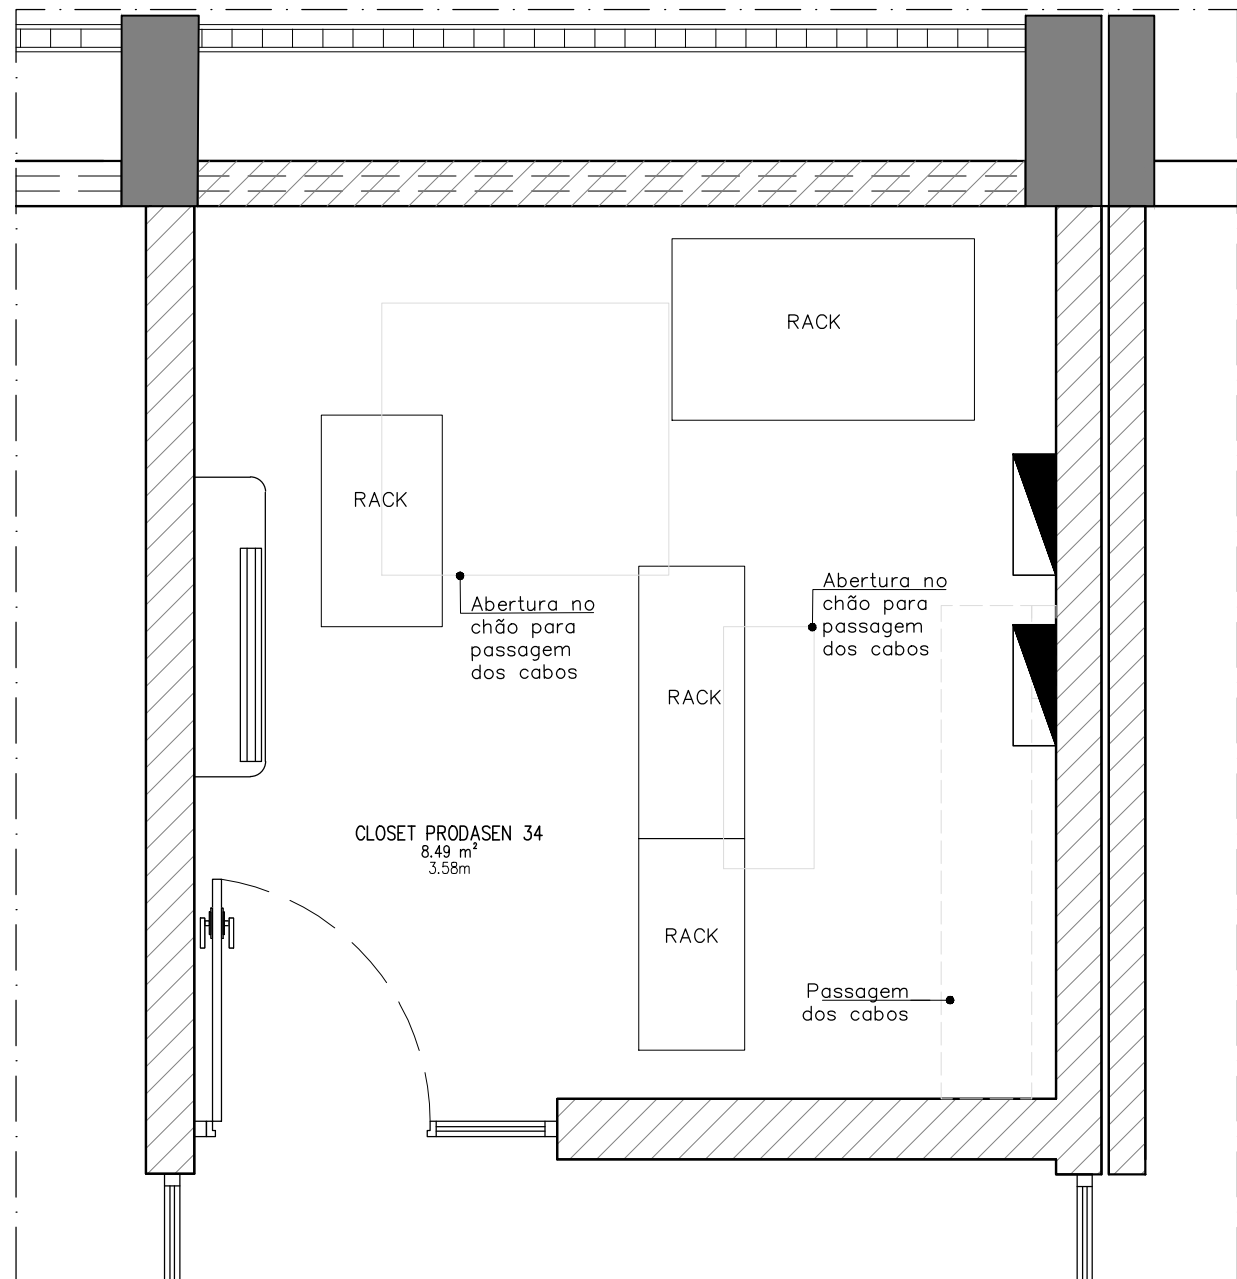 RACK
RACK
Abertura no
chão para
passagem
dos cabos
Abertura no
chão para
passagem
dos cabos
RACK
CLOSET PRODASEN 34
8.49 m²
3.58m
RACK
Passagem
dos cabos